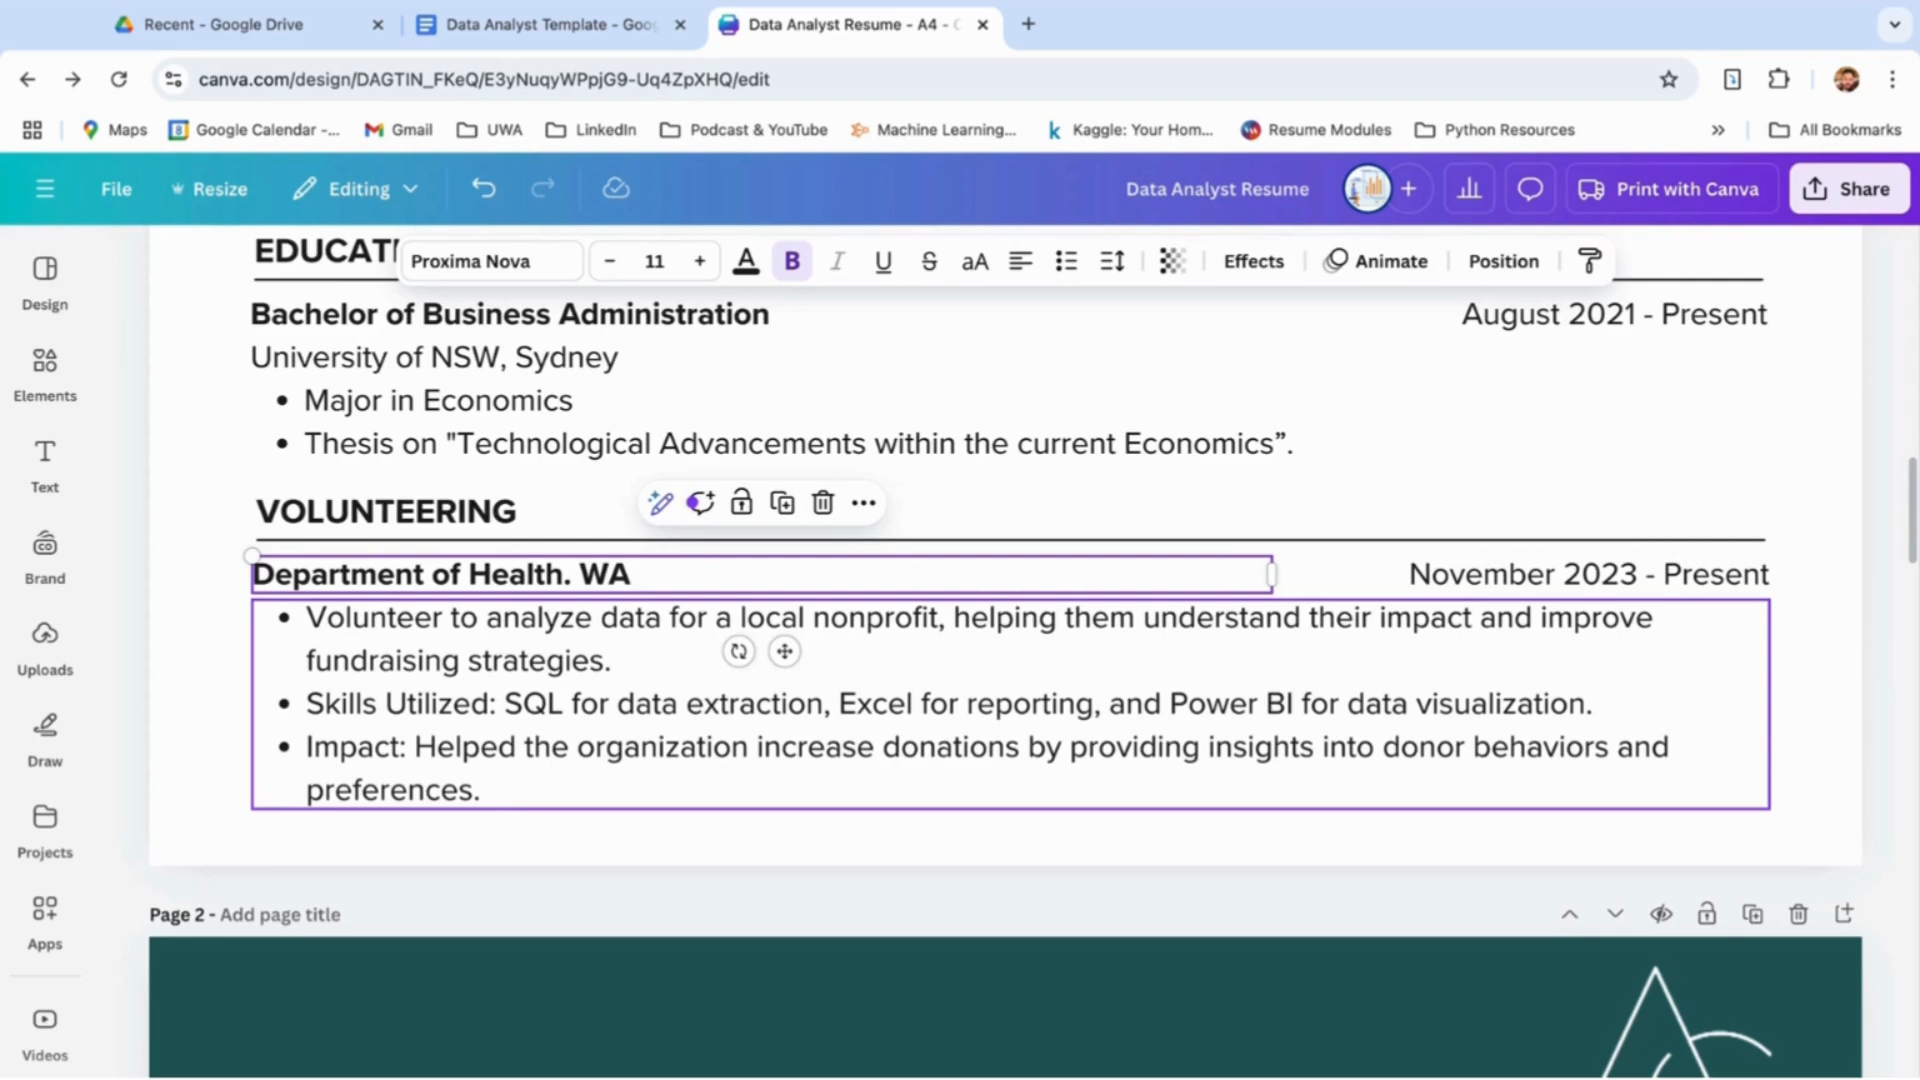 Recent - Google Drive
Data Analyst Template - Goo
Data Analyst Resume - A4 -
canva.com/design/DAGTIN_FKeQ/E3yNuqyWPpjG9-Uq4ZpXHQ/edit
Maps
Google Calendar -...
Gmail
UWA
LinkedIn
Podcast & YouTube
Machine Learning...
Kaggle: Your Hom...
Resume Modules
Python Resources
All Bookmarks
File
Resize
Editing
Data Analyst Resume
Print with Canva
Share
Design
Elements
Text
Brand
Uploads
Draw
Projects
Apps
Videos
Proxima Nova
- 11 +
A B I U S aA
Effects
Animate
Position
EDUCATI
Bachelor of Business Administration
August 2021 - Present
University of NSW, Sydney
• Major in Economics
• Thesis on "Technological Advancements within the current Economics”.
VOLUNTEERING
Department of Health. WA
November 2023 - Present
• Volunteer to analyze data for a local nonprofit, helping them understand their impact and improve
fundraising strategies.
• Skills Utilized: SQL for data extraction, Excel for reporting, and Power BI for data visualization.
• Impact: Helped the organization increase donations by providing insights into donor behaviors and
preferences.
Page 2 - Add page title